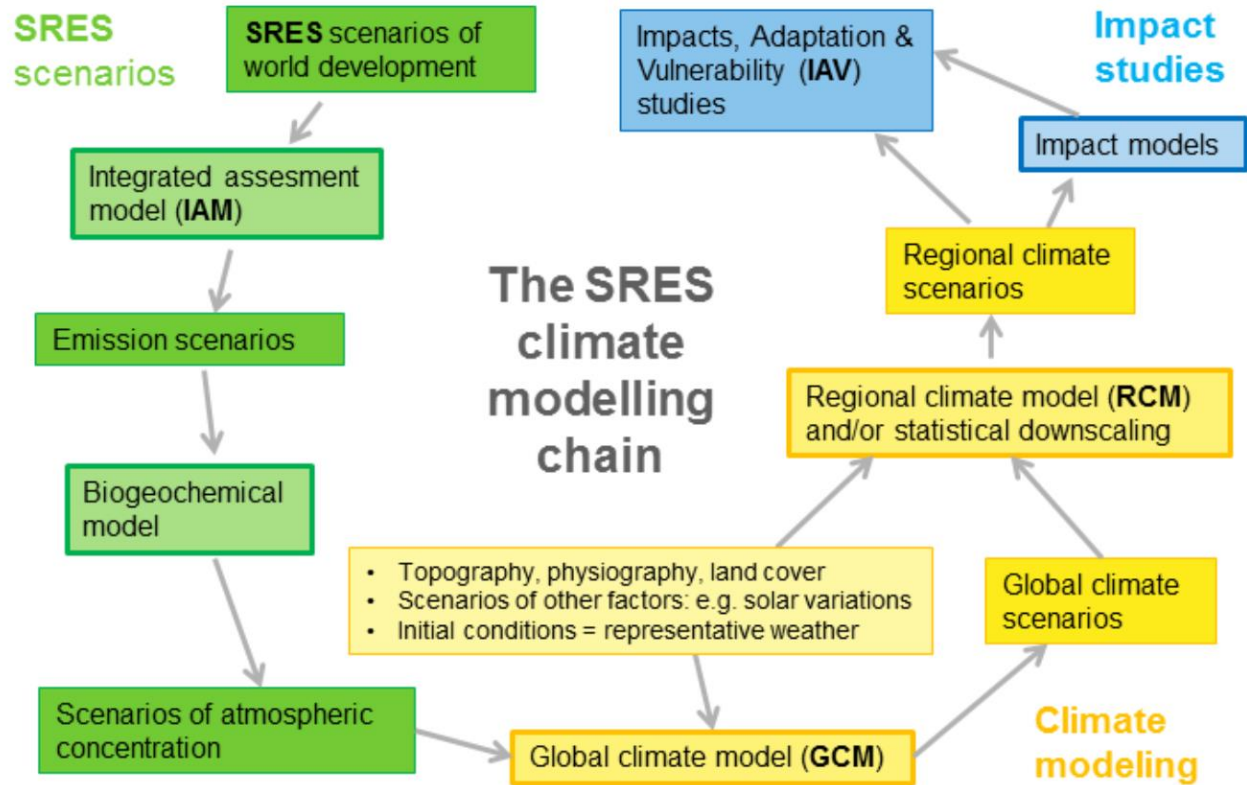 SRES
scenarios
SRES scenarios of
world development
Integrated assesment
model (IAM)
Emission scenarios
Biogeochemical
model
Scenarios of atmospheric
concentration
The SRES
climate
modelling
chain
• Topography, physiography, land cover
• Scenarios of other factors: e.g. solar variations
• Initial conditions = representative weather
Global climate model (GCM)
Global climate
scenarios
Climate
modeling
Regional climate model (RCM)
and/or statistical downscaling
Regional climate
scenarios
Impact models
Impacts, Adaptation &
Vulnerability (IAV)
studies
Impact
studies